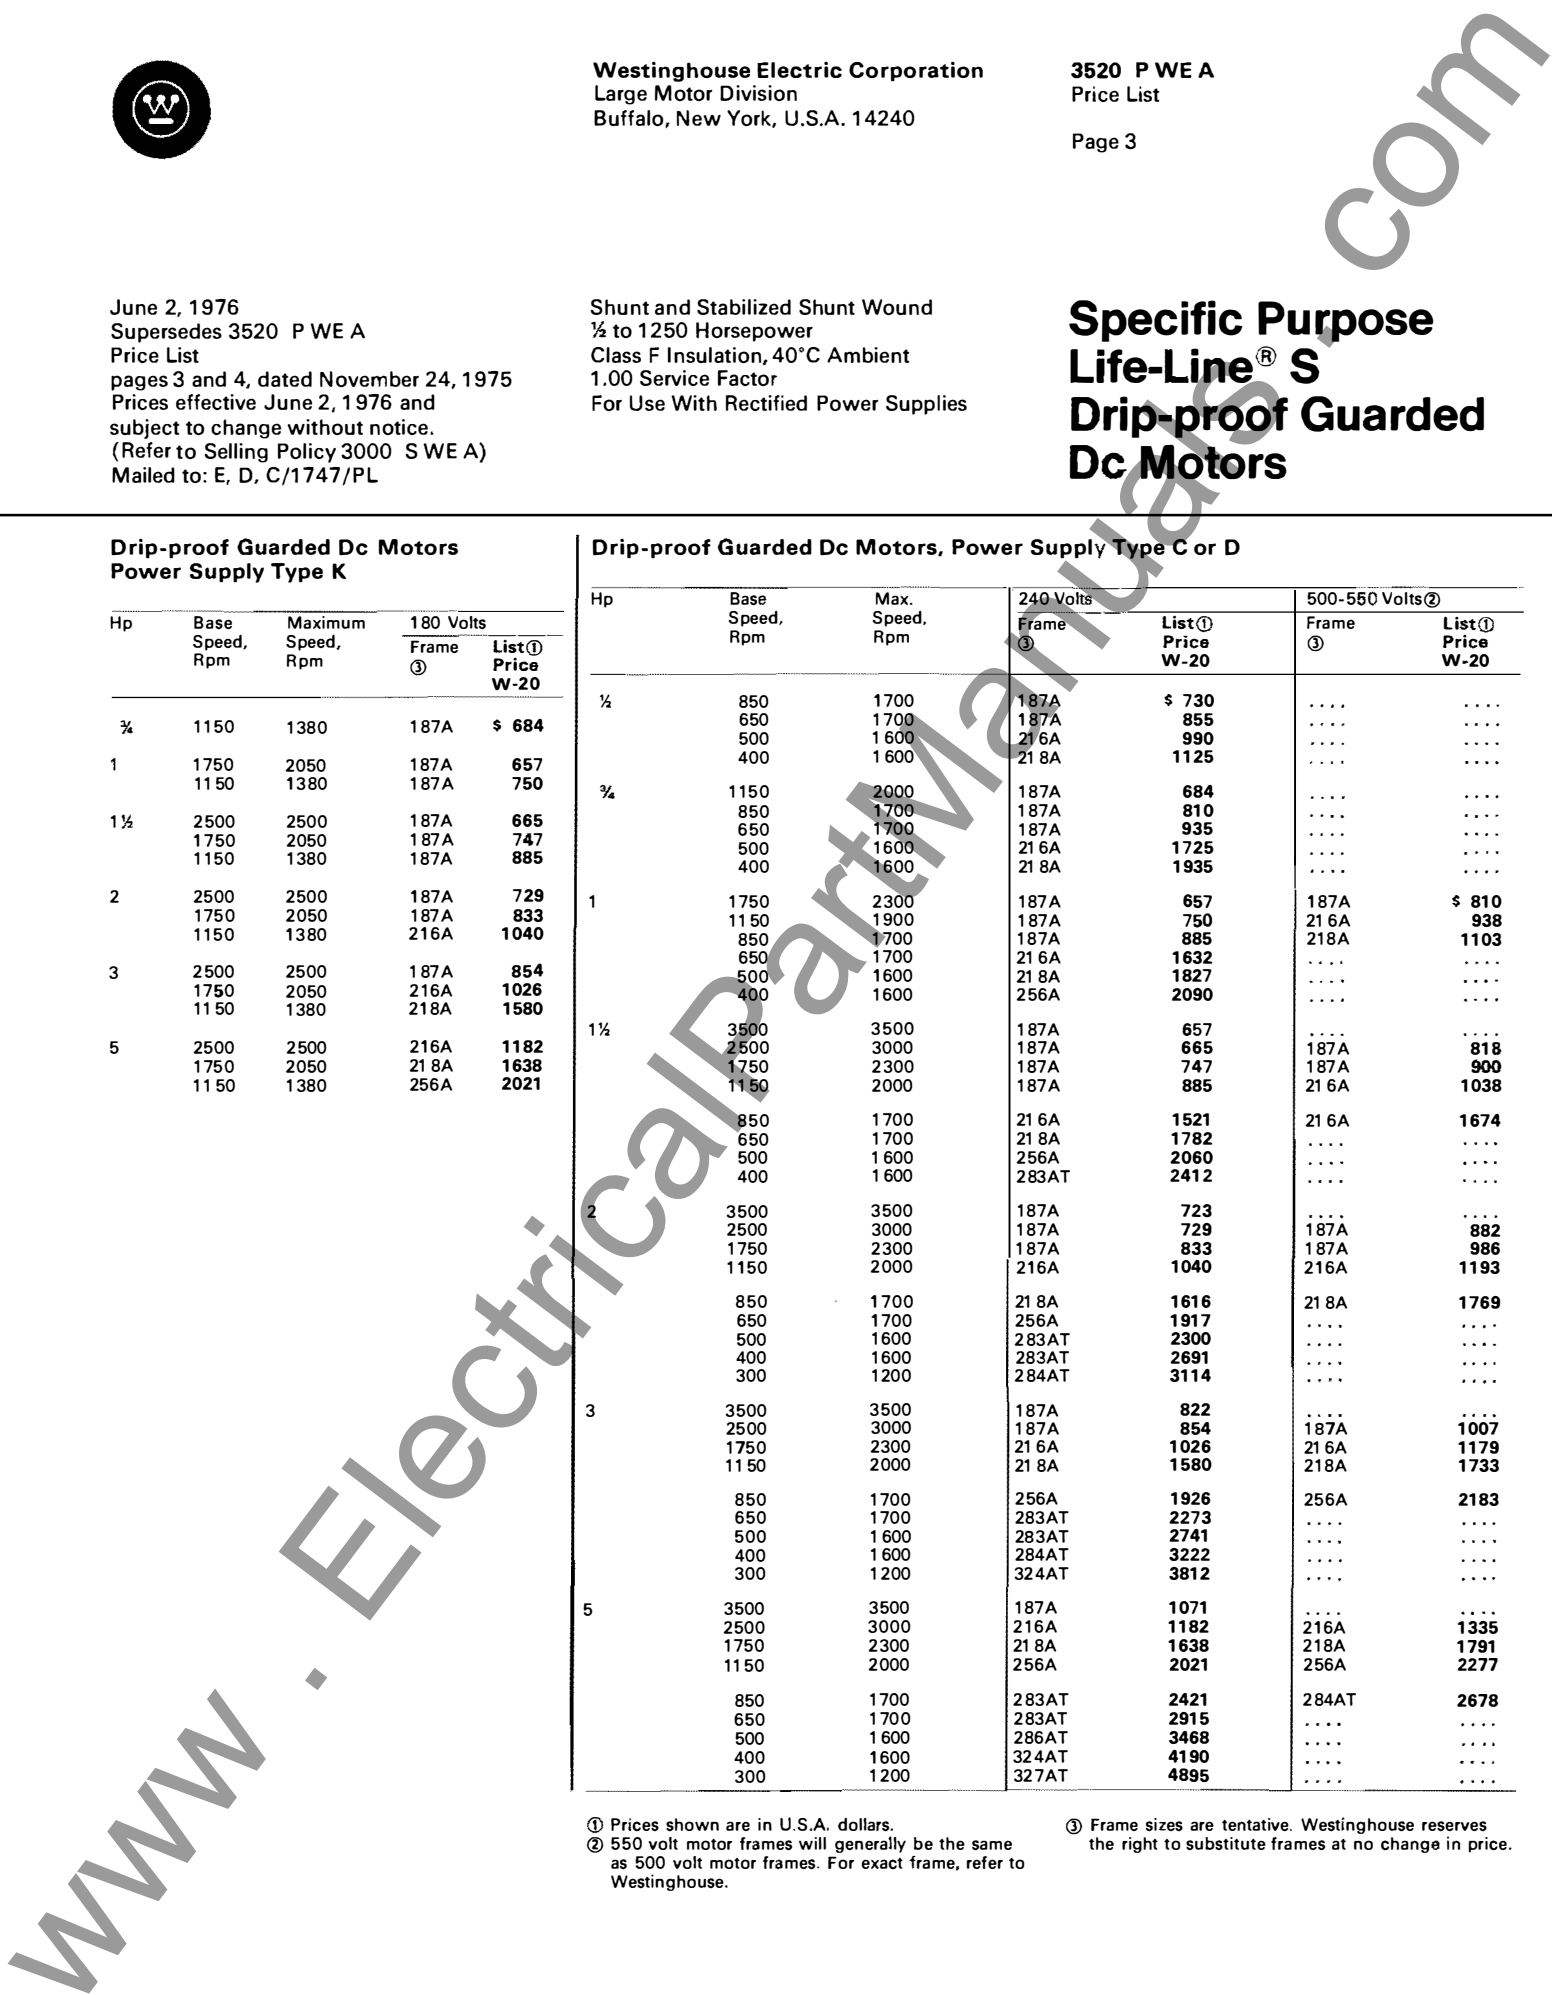 Westinghouse Electric Corporation
Large Motor Division
Buffalo, New York, U.S.A. 14240
3520 P WE A
Price List
Page 3
June 2, 1976
Supersedes 3520 P WE A
Price List
pages 3 and 4, dated November 24, 1975
Prices effective June 2, 1976 and
subject to change without notice.
(Refer to Selling Policy 3000 S WE A)
Mailed to: E, D, C/1747/PL
Shunt and Stabilized Shunt Wound
½ to 1250 Horsepower
Class F Insulation, 40°C Ambient
1.00 Service Factor
For Use With Rectified Power Supplies
Specific Purpose
Life-Line® S
Drip-proof Guarded
Dc Motors
Drip-proof Guarded Dc Motors
Power Supply Type K
Hp Base Maximum 180 Volts
Speed, Speed, Frame List①
Rpm Rpm ③ Price
W-20
¾ 1150 1380 187A $ 684
1 1750 2050 187A 657
1150 1380 187A 750
1½ 2500 2500 187A 665
1750 2050 187A 747
1150 1380 187A 885
2 2500 2500 187A 729
1750 2050 187A 833
1150 1380 216A 1040
3 2500 2500 187A 854
1750 2050 216A 1026
1150 1380 218A 1580
5 2500 2500 216A 1182
1750 2050 218A 1638
1150 1380 256A 2021
Drip-proof Guarded Dc Motors, Power Supply Type C or D
Hp Base Max. 240 Volts 500-550 Volts②
Speed, Speed, Frame List① Frame List①
Rpm Rpm ③ Price ③ Price
W-20 W-20
½ 850 1700 187A $ 730 .... ....
650 1700 187A 855 .... ....
500 1600 216A 990 .... ....
400 1600 218A 1125 .... ....
¾ 1150 2000 187A 684 .... ....
850 1700 187A 810 .... ....
650 1700 187A 935 .... ....
500 1600 216A 1725 .... ....
400 1600 218A 1935 .... ....
1 1750 2300 187A 657 187A $ 810
1150 1900 187A 750 216A 938
850 1700 187A 885 218A 1103
650 1700 216A 1632 .... ....
500 1600 218A 1827 .... ....
400 1600 256A 2090 .... ....
1½ 3500 3500 187A 657 .... ....
2500 3000 187A 665 187A 818
1750 2300 187A 747 187A 900
1150 2000 187A 885 216A 1038
850 1700 216A 1521 216A 1674
650 1700 218A 1782 .... ....
500 1600 256A 2060 .... ....
400 1600 283AT 2412 .... ....
2 3500 3500 187A 723 .... ....
2500 3000 187A 729 187A 882
1750 2300 187A 833 187A 986
1150 2000 216A 1040 216A 1193
850 1700 218A 1616 218A 1769
650 1700 256A 1917 .... ....
500 1600 283AT 2300 .... ....
400 1600 283AT 2691 .... ....
300 1200 284AT 3114 .... ....
3 3500 3500 187A 822 .... ....
2500 3000 187A 854 187A 1007
1750 2300 216A 1026 216A 1179
1150 2000 218A 1580 218A 1733
850 1700 256A 1926 256A 2183
650 1700 283AT 2273 .... ....
500 1600 283AT 2741 .... ....
400 1600 284AT 3222 .... ....
300 1200 324AT 3812 .... ....
5 3500 3500 187A 1071 .... ....
2500 3000 216A 1182 216A 1335
1750 2300 218A 1638 218A 1791
1150 2000 256A 2021 256A 2277
850 1700 283AT 2421 284AT 2678
650 1700 283AT 2915 .... ....
500 1600 286AT 3468 .... ....
400 1600 324AT 4190 .... ....
300 1200 327AT 4895 .... ....
① Prices shown are in U.S.A. dollars.
② 550 volt motor frames will generally be the same
as 500 volt motor frames. For exact frame, refer to
Westinghouse.
③ Frame sizes are tentative. Westinghouse reserves
the right to substitute frames at no change in price.
www . ElectricalPartManuals . com